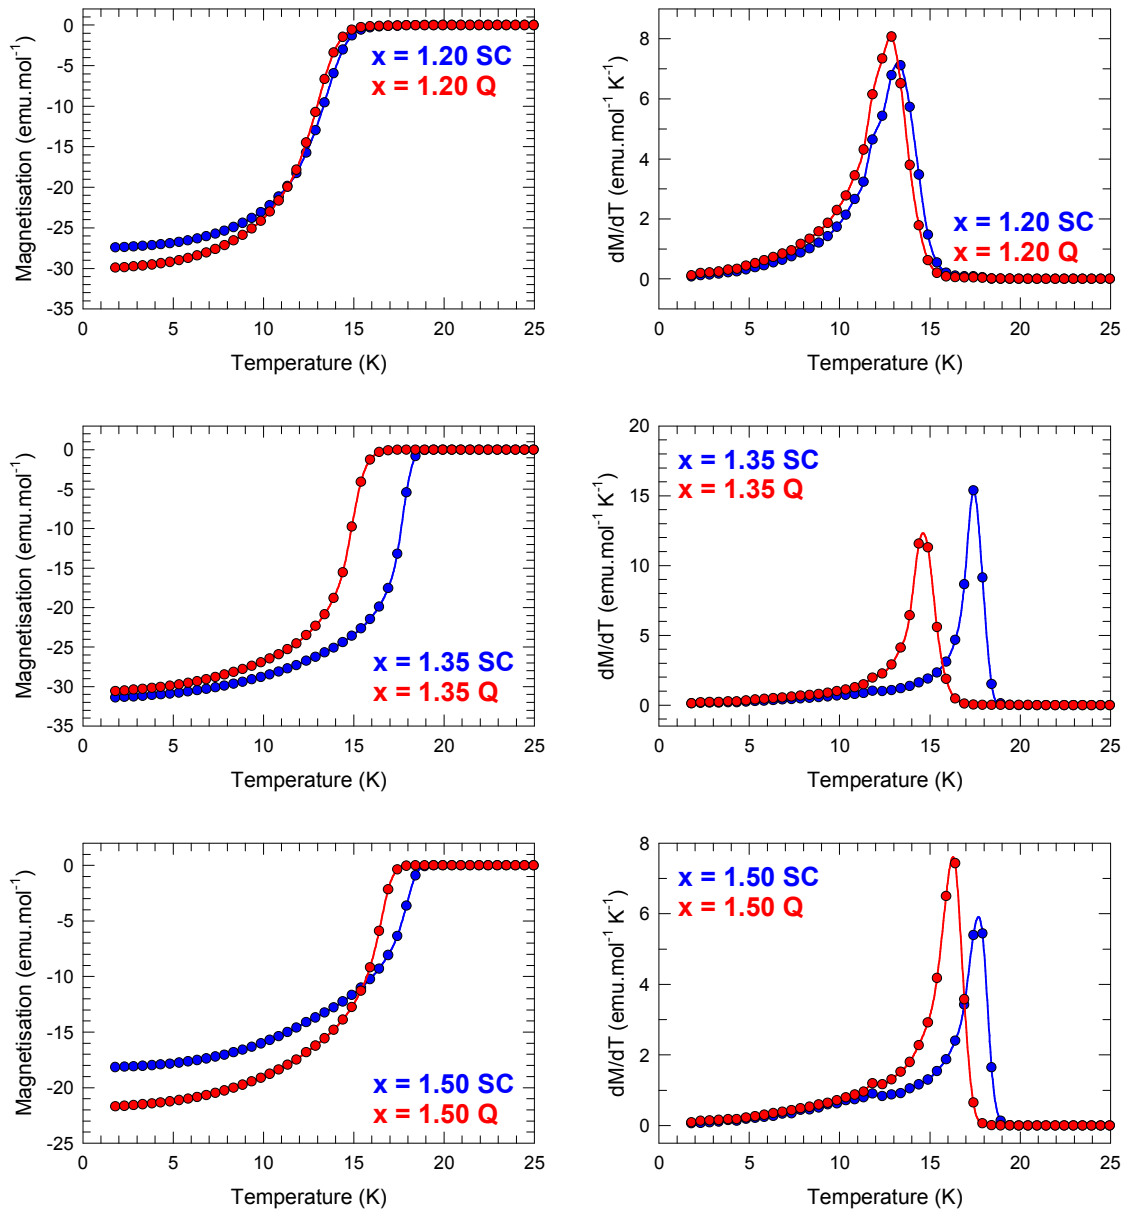 0
-5
-10
-15
-20
-25
-30
-35
Magnetisation (emu.mol⁻¹)
x = 1.20 SC
x = 1.20 Q
0 5 10 15 20 25
Temperature (K)
8
6
4
2
0
dM/dT (emu.mol⁻¹ K⁻¹)
x = 1.20 SC
x = 1.20 Q
0 5 10 15 20 25
Temperature (K)
0
-5
-10
-15
-20
-25
-30
-35
Magnetisation (emu.mol⁻¹)
x = 1.35 SC
x = 1.35 Q
0 5 10 15 20 25
Temperature (K)
20
15
10
5
0
dM/dT (emu.mol⁻¹ K⁻¹)
x = 1.35 SC
x = 1.35 Q
0 5 10 15 20 25
Temperature (K)
0
-5
-10
-15
-20
-25
Magnetisation (emu.mol⁻¹)
x = 1.50 SC
x = 1.50 Q
0 5 10 15 20 25
Temperature (K)
8
6
4
2
0
dM/dT (emu.mol⁻¹ K⁻¹)
x = 1.50 SC
x = 1.50 Q
0 5 10 15 20 25
Temperature (K)